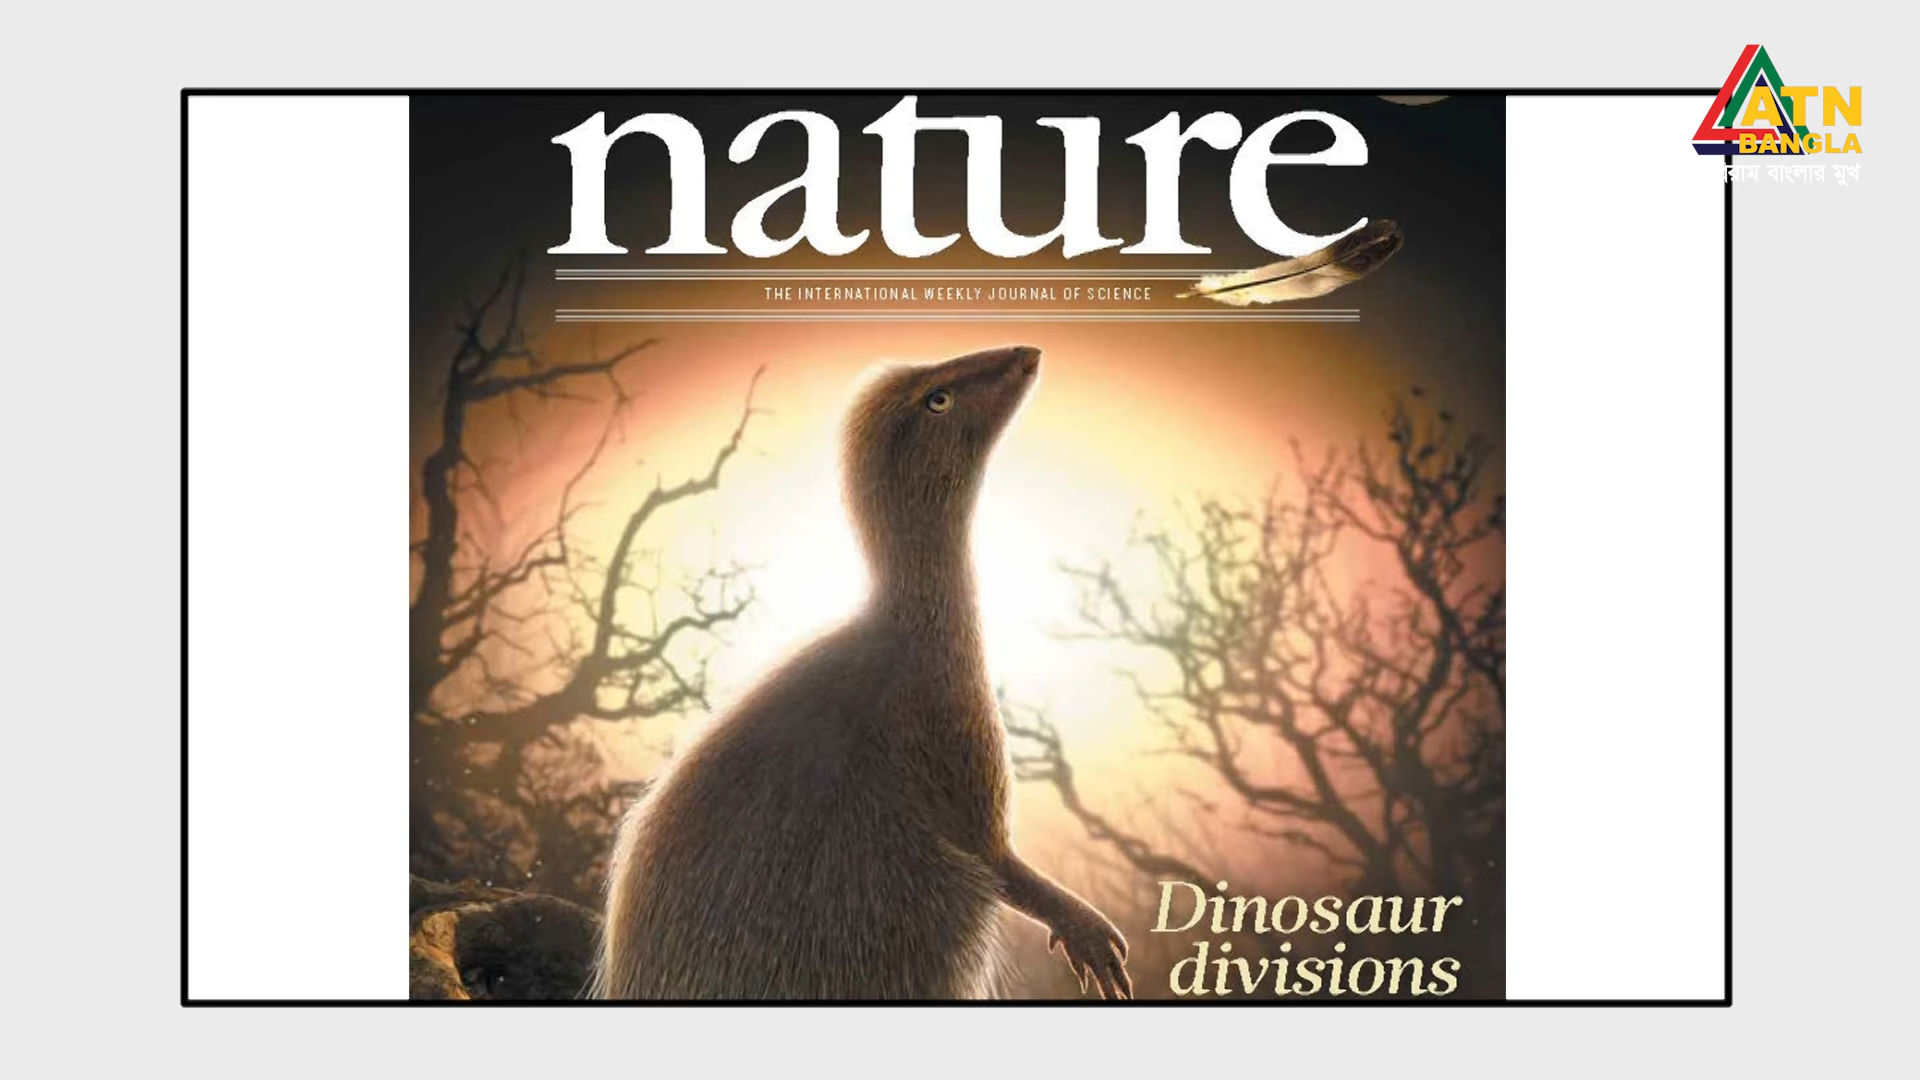 nature
THE INTERNATIONAL WEEKLY JOURNAL OF SCIENCE
Dinosaur
divisions
ATN
BANGLA
বাংলার মুখ